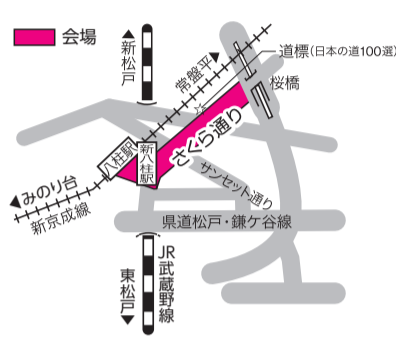 会場
▲新松戸
常盤平▶
道標(日本の道100選)
桜橋
さくら通り
八柱駅
新八柱駅
サンセット通り
◀みのり台
新京成線
県道松戸・鎌ケ谷線
JR武蔵野線
東松戸▼